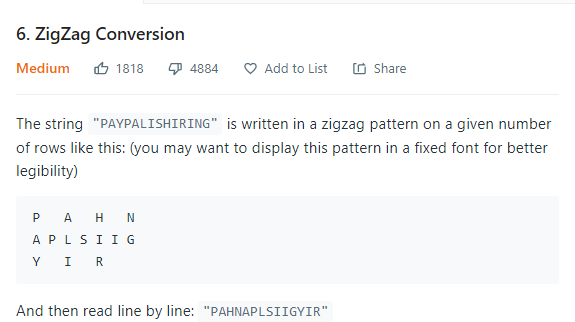 6. ZigZag Conversion
Medium 1818 4884 Add to List Share
The string "PAYPALISHIRING" is written in a zigzag pattern on a given number
of rows like this: (you may want to display this pattern in a fixed font for better
legibility)
P   A   H   N
A P L S I I G
Y   I   R
And then read line by line: "PAHNAPLSIIGYIR"